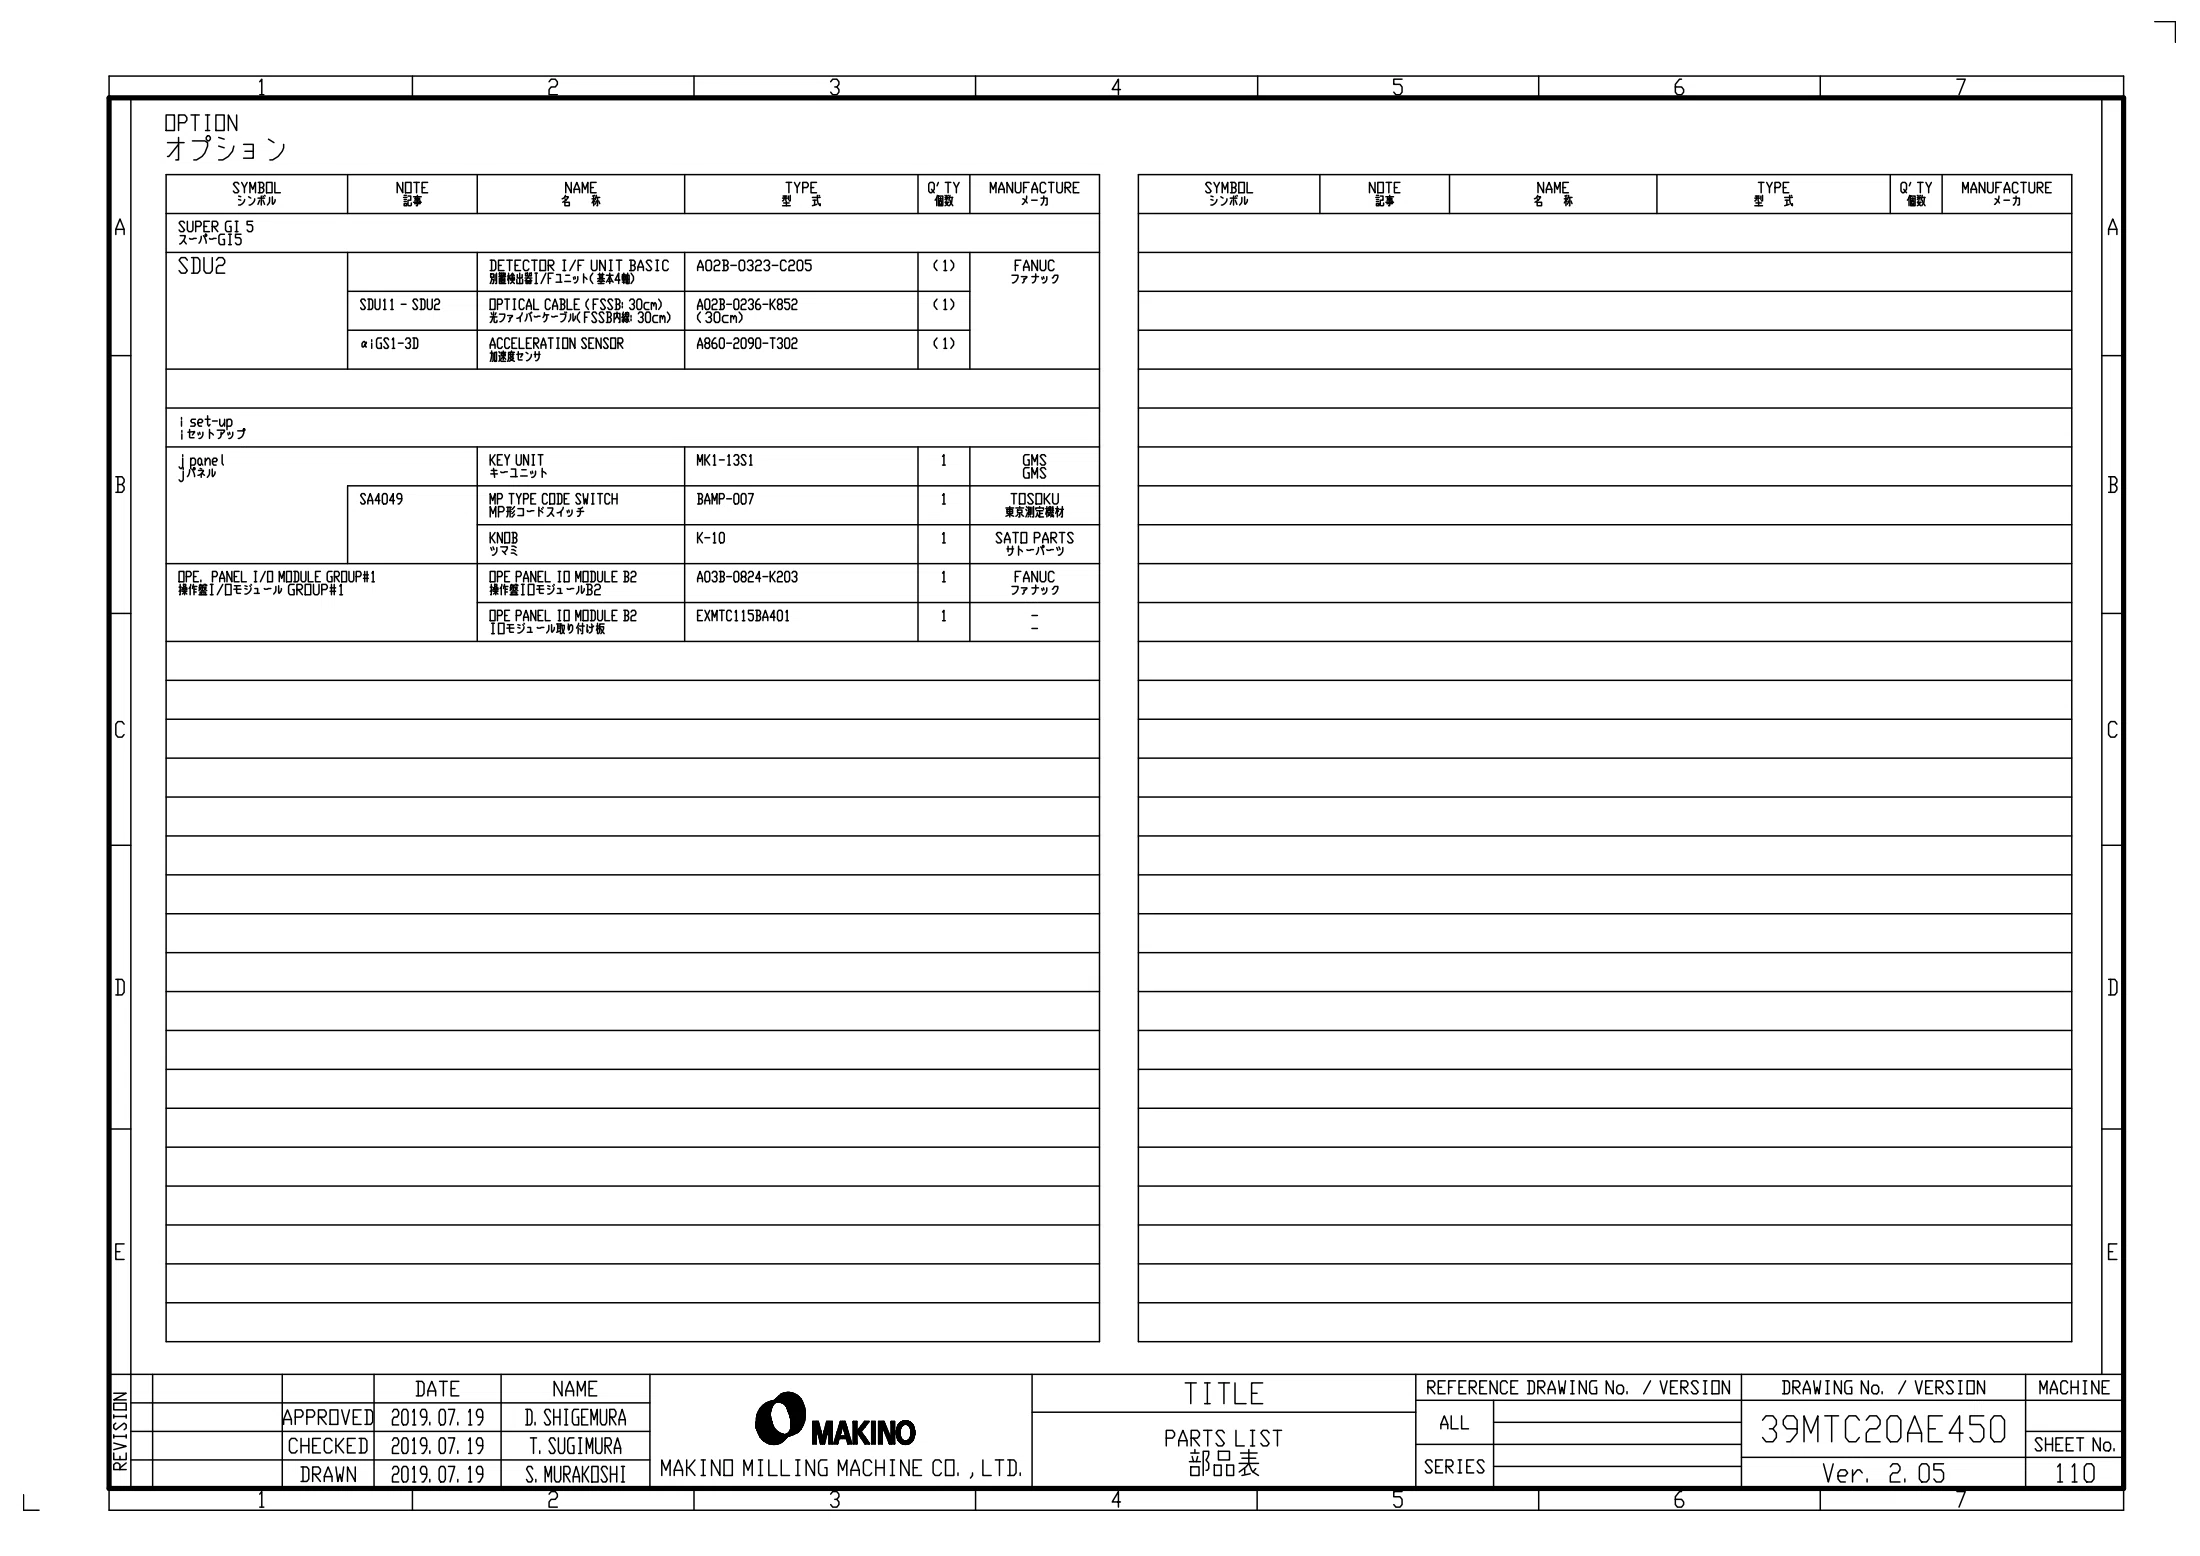 1 2 3 4 5 6 7
OPTION
オプション
SYMBOL NOTE NAME TYPE Q'TY MANUFACTURE
シンボル 記事 名 称 型 式 個数 メーカ
SYMBOL NOTE NAME TYPE Q'TY MANUFACTURE
シンボル 記事 名 称 型 式 個数 メーカ
A A
SUPER GI 5
スーパーGI5
SDU2 DETECTOR I/F UNIT BASIC A02B-0323-C205 (1) FANUC
別置検出器I/Fユニット(基本4軸) ファナック
SDU11 - SDU2 OPTICAL CABLE (FSSB: 30cm) A02B-0236-K852 (1)
光ファイバーケーブル(FSSB内線: 30cm) (30cm)
αiGS1-3D ACCELERATION SENSOR A860-2090-T302 (1)
加速度センサ
i set-up
iセットアップ
j panel KEY UNIT MK1-13S1 1 GMS
jパネル キーユニット GMS
B B
SA4049 MP TYPE CODE SWITCH BAMP-007 1 TOSOKU
MP形コードスイッチ 東京測定機材
KNOB K-10 1 SATO PARTS
ツマミ サトーパーツ
OPE. PANEL I/O MODULE GROUP#1 OPE PANEL IO MODULE B2 A03B-0824-K203 1 FANUC
操作盤I/Oモジュール GROUP#1 操作盤IOモジュールB2 ファナック
OPE PANEL IO MODULE B2 EXMTC115BA401 1 -
IOモジュール取り付け板 -
C C
D D
E E
REVISION
DATE NAME
APPROVED 2019.07.19 D. SHIGEMURA
CHECKED 2019.07.19 T. SUGIMURA
DRAWN 2019.07.19 S. MURAKOSHI
MAKINO
MAKINO MILLING MACHINE CO., LTD.
TITLE
PARTS LIST
部品表
REFERENCE DRAWING No. / VERSION
ALL
SERIES
DRAWING No. / VERSION
39MTC20AE450
Ver. 2.05
MACHINE
SHEET No.
110
1 2 3 4 5 6 7